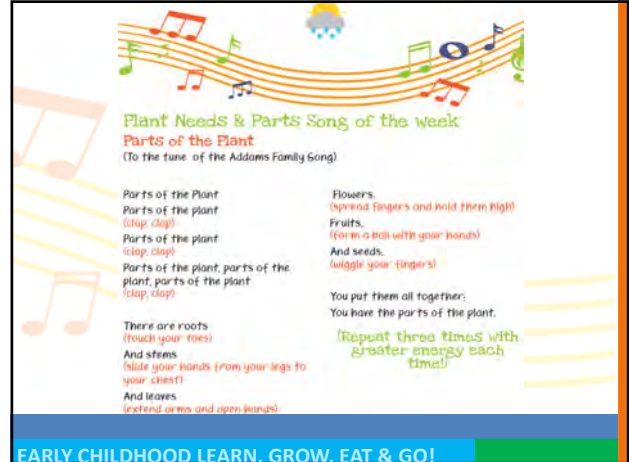 Plant Needs & Parts Song of the week
Parts of the Plant
(To the tune of the Addams Family Song)
Parts of the Plant
Parts of the plant
(clap, clap)
Parts of the plant
(clap, clap)
Parts of the plant, parts of the
plant, parts of the plant
(clap, clap)
There are roots
(touch your toes)
And stems
(slide your hands from your legs to
your chest)
And leaves
(extend arms and open hands)
Flowers,
(spread fingers and hold them high)
Fruits,
(form a ball with your hands)
And seeds,
(wiggle your fingers)
You put them all together;
You have the parts of the plant.
(Repeat three times with
greater energy each
time!)
EARLY CHILDHOOD LEARN, GROW, EAT & GO!